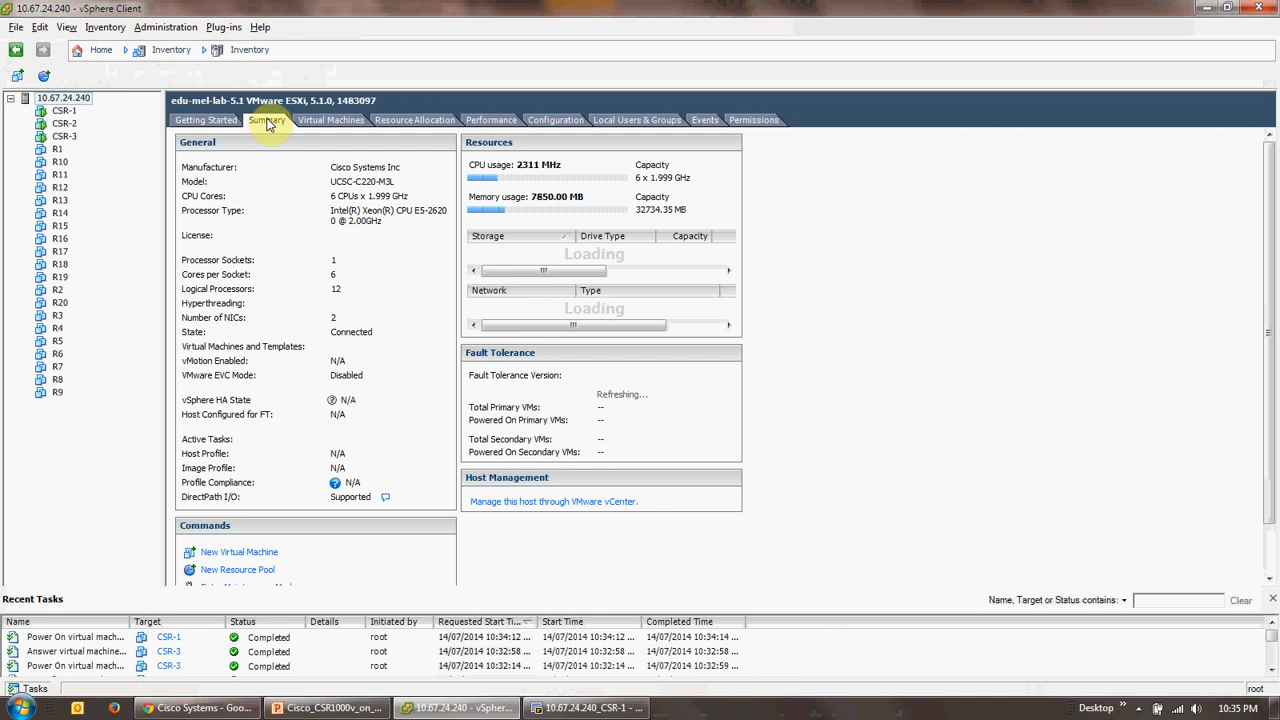 10.67.24.240 - vSphere Client
File Edit View Inventory Administration Plug-ins Help
Home Inventory Inventory
10.67.24.240
CSR-1
CSR-2
CSR-3
R1
R10
R11
R12
R13
R14
R15
R16
R17
R18
R19
R2
R20
R3
R4
R5
R6
R7
R8
R9
edu-mel-lab-5.1 VMware ESXi, 5.1.0, 1483097
Getting Started Summary Virtual Machines Resource Allocation Performance Configuration Local Users & Groups Events Permissions
General
Manufacturer: Cisco Systems Inc
Model: UCSC-C220-M3L
CPU Cores: 6 CPUs x 1.999 GHz
Processor Type: Intel(R) Xeon(R) CPU E5-2620
0 @ 2.00GHz
License:
Processor Sockets: 1
Cores per Socket: 6
Logical Processors: 12
Hyperthreading:
Number of NICs: 2
State: Connected
Virtual Machines and Templates:
vMotion Enabled: N/A
VMware EVC Mode: Disabled
vSphere HA State N/A
Host Configured for FT: N/A
Active Tasks:
Host Profile: N/A
Image Profile: N/A
Profile Compliance: N/A
DirectPath I/O: Supported
Commands
New Virtual Machine
New Resource Pool
Resources
CPU usage: 2311 MHz Capacity
6 x 1.999 GHz
Memory usage: 7850.00 MB Capacity
32734.35 MB
Storage Drive Type Capacity
Loading
Network Type
Loading
Fault Tolerance
Fault Tolerance Version:
Refreshing...
Total Primary VMs: --
Powered On Primary VMs: --
Total Secondary VMs: --
Powered On Secondary VMs: --
Host Management
Manage this host through VMware vCenter.
Recent Tasks Name, Target or Status contains: Clear
Name Target Status Details Initiated by Requested Start Ti... Start Time Completed Time
Power On virtual mach... CSR-1 Completed root 14/07/2014 10:34:12 ... 14/07/2014 10:34:12 ... 14/07/2014 10:34:14 ...
Answer virtual machine... CSR-3 Completed root 14/07/2014 10:32:58 ... 14/07/2014 10:32:58 ... 14/07/2014 10:32:58 ...
Power On virtual mach... CSR-3 Completed root 14/07/2014 10:32:14 ... 14/07/2014 10:32:14 ... 14/07/2014 10:32:59 ...
Tasks root
Cisco Systems - Goo... Cisco_CSR1000v_on_... 10.67.24.240 - vSpher... 10.67.24.240_CSR-1 - ... Desktop 10:35 PM